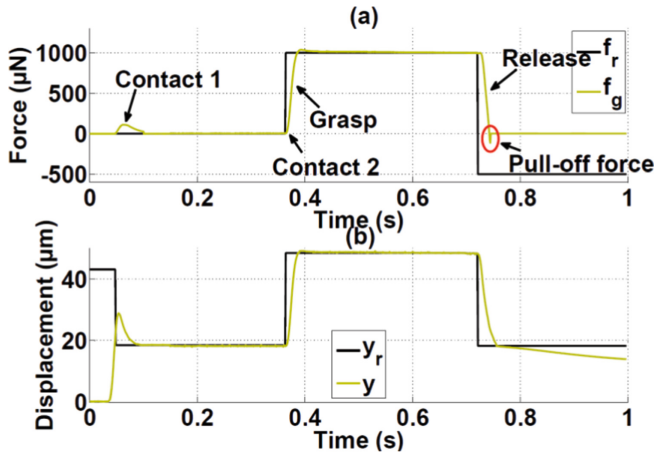 (a)
Force (µN)
1000
500
0
-500
Contact 1
Grasp
Contact 2
Release
Pull-off force
f_r
f_g
0 0.2 0.4 0.6 0.8 1
Time (s)
(b)
Displacement (µm)
40
20
0
y_r
y
0 0.2 0.4 0.6 0.8 1
Time (s)